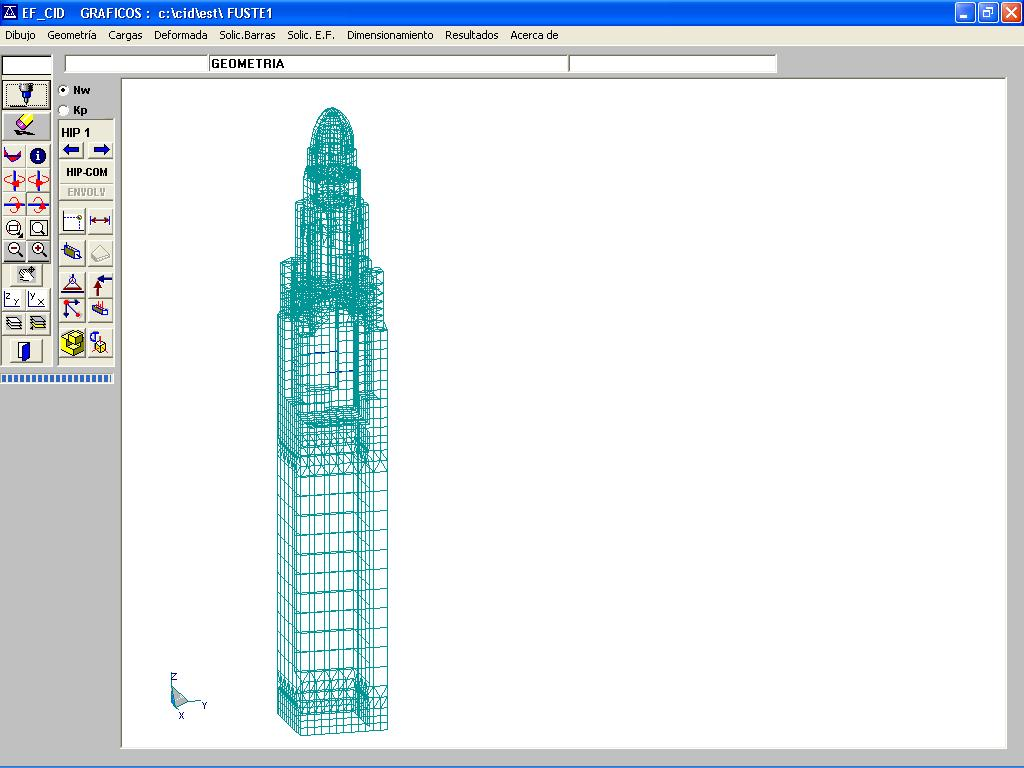 EF_CID GRAFICOS : c:\cid\est\ FUSTE1
Dibujo Geometría Cargas Deformada Solic.Barras Solic. E.F. Dimensionamiento Resultados Acerca de
GEOMETRIA
Nw
Kp
HIP 1
HIP-COM
ENVOLV
Z Y
Y X
Z
Y
X